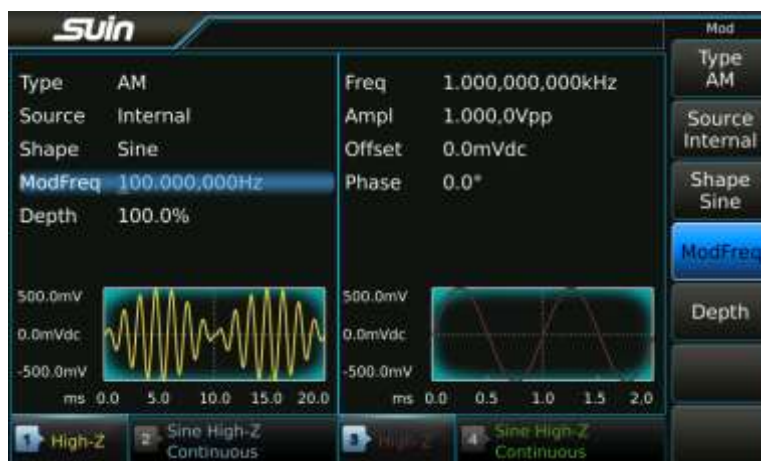 Suin
Mod
Type AM
Source Internal
Shape Sine
ModFreq 100.000,000Hz
Depth 100.0%
Freq 1.000,000,000kHz
Ampl 1.000,0Vpp
Offset 0.0mVdc
Phase 0.0°
Type
AM
Source
Internal
Shape
Sine
ModFreq
Depth
500.0mV
0.0mVdc
-500.0mV
ms 0.0 5.0 10.0 15.0 20.0
500.0mV
0.0mVdc
-500.0mV
ms 0.0 0.5 1.0 1.5 2.0
1 High-Z
2 Sine High-Z
Continuous
3 High-Z
4 Sine High-Z
Continuous